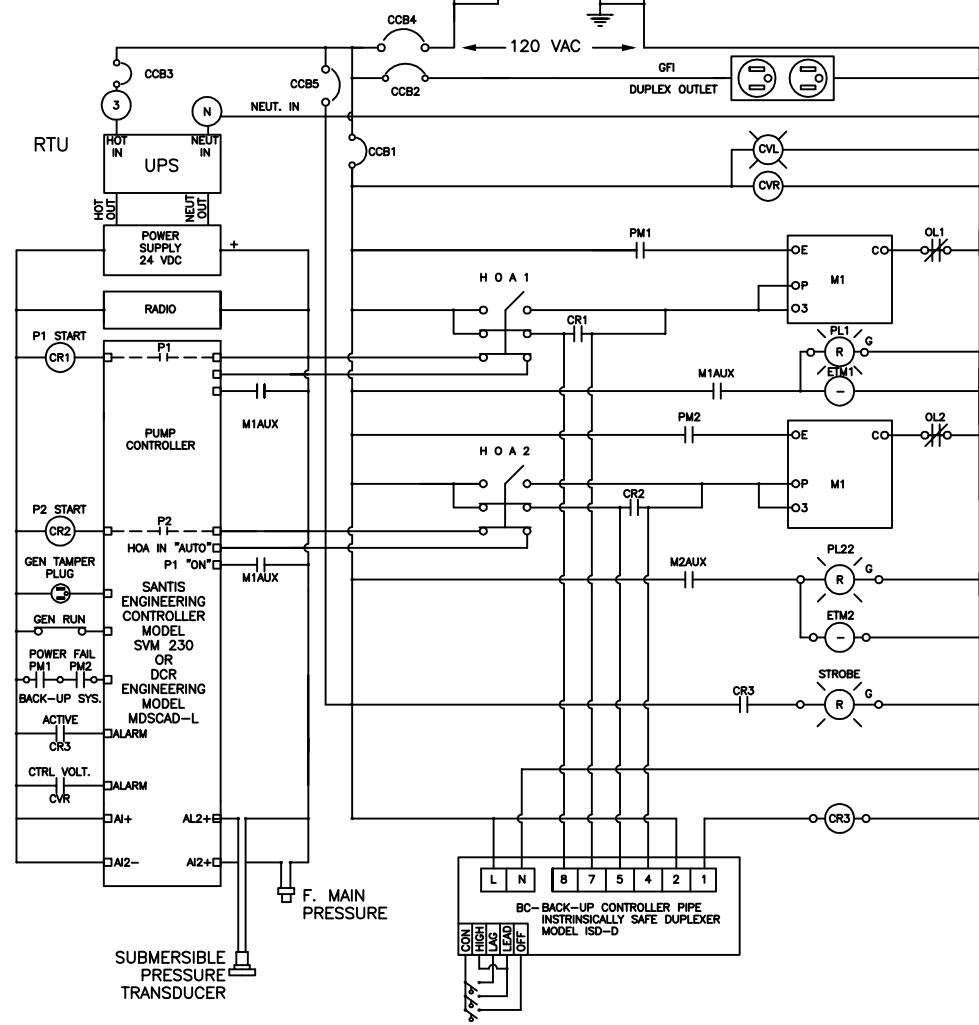 CCB4
120 VAC
CCB3
CCB5
CCB2
GFI
DUPLEX OUTLET
3
N
NEUT. IN
RTU
HOT
IN
NEUT
IN
UPS
CCB1
CVL
CVR
HOT
OUT
NEUT
OUT
POWER
SUPPLY
24 VDC
+
PM1
E
C
OL1
M1
P
3
RADIO
H O A 1
CR1
P1 START
CR1
P1
PL1
R
G
ETM1
-
M1AUX
M1AUX
PUMP
CONTROLLER
PM2
E
C
OL2
M1
P
3
H O A 2
CR2
P2 START
CR2
P2
HOA IN "AUTO"
P1 "ON"
M1AUX
GEN TAMPER
PLUG
SANTIS
ENGINEERING
CONTROLLER
MODEL
SVM 230
OR
DCR
ENGINEERING
MODEL
MDSCAD-L
M2AUX
PL22
R
G
ETM2
-
GEN RUN
POWER FAIL
PM1
PM2
BACK-UP SYS.
ACTIVE
CR3
ALARM
CTRL VOLT.
CVR
ALARM
STROBE
CR3
R
G
AI+
AL2+
AI2-
AI2+
CR3
F. MAIN
PRESSURE
L N 8 7 5 4 2 1
BC-BACK-UP CONTROLLER PIPE
INSTRINSICALLY SAFE DUPLEXER
MODEL ISD-D
CON
HIGH
LAG
LEAD
OFF
SUBMERSIBLE
PRESSURE
TRANSDUCER